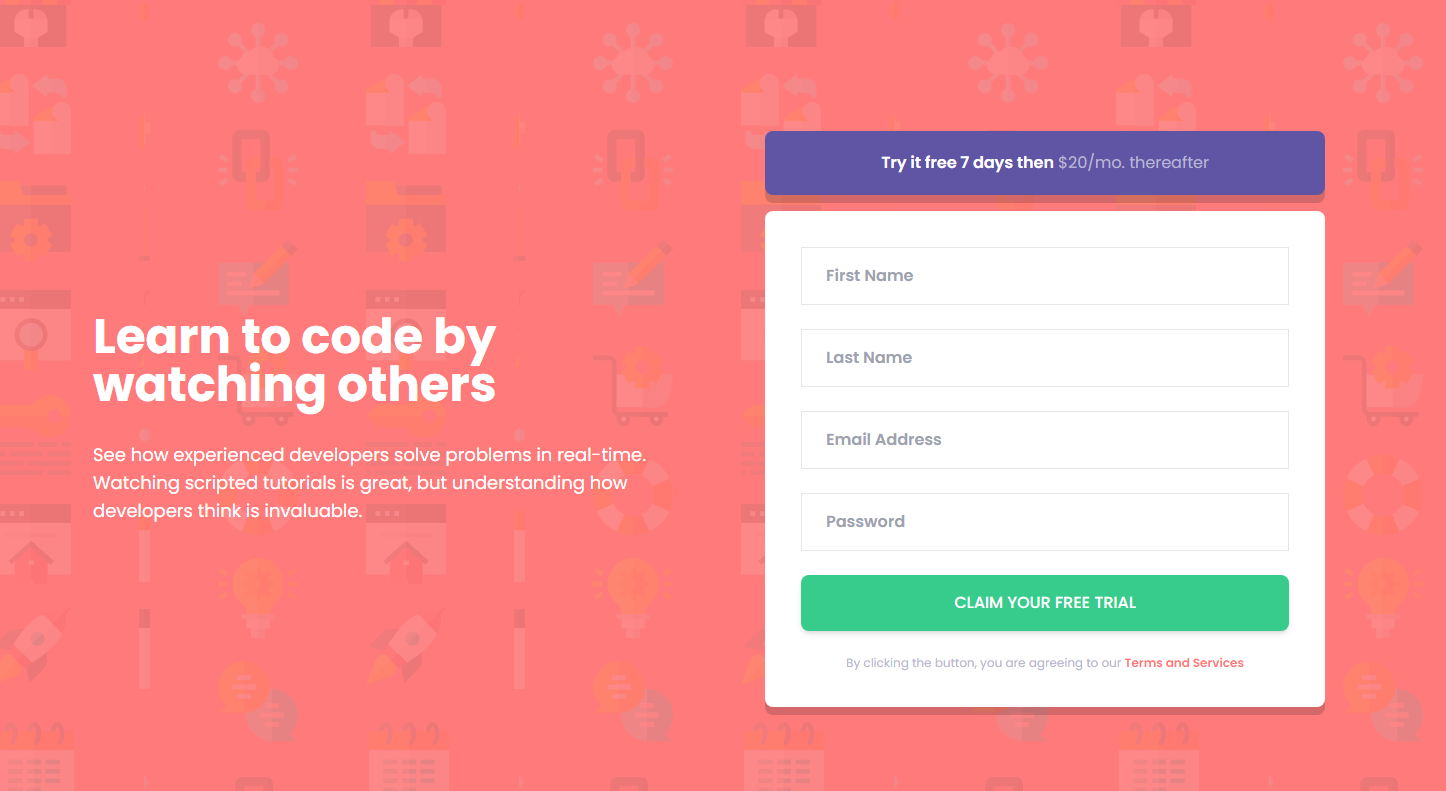 Learn to code by
watching others
See how experienced developers solve problems in real-time.
Watching scripted tutorials is great, but understanding how
developers think is invaluable.
Try it free 7 days then $20/mo. thereafter
First Name
Last Name
Email Address
Password
CLAIM YOUR FREE TRIAL
By clicking the button, you are agreeing to our Terms and Services